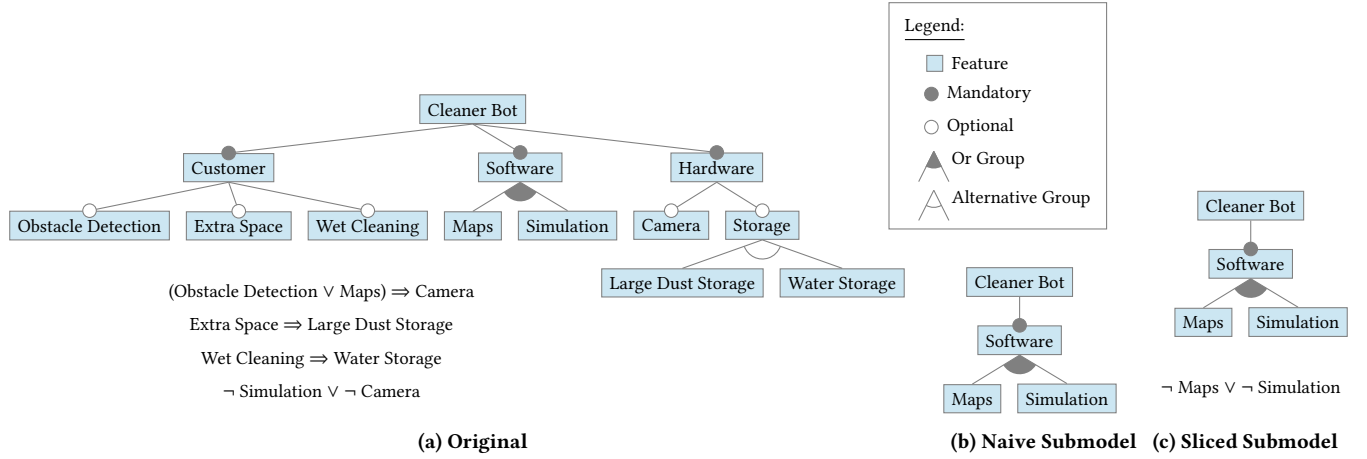 Cleaner Bot
Customer
Software
Hardware
Obstacle Detection
Extra Space
Wet Cleaning
Maps
Simulation
Camera
Storage
Large Dust Storage
Water Storage
(Obstacle Detection ∨ Maps) ⇒ Camera
Extra Space ⇒ Large Dust Storage
Wet Cleaning ⇒ Water Storage
¬ Simulation ∨ ¬ Camera
(a) Original
Legend:
Feature
Mandatory
Optional
Or Group
Alternative Group
Cleaner Bot
Software
Maps
Simulation
(b) Naive Submodel
Cleaner Bot
Software
Maps
Simulation
¬ Maps ∨ ¬ Simulation
(c) Sliced Submodel